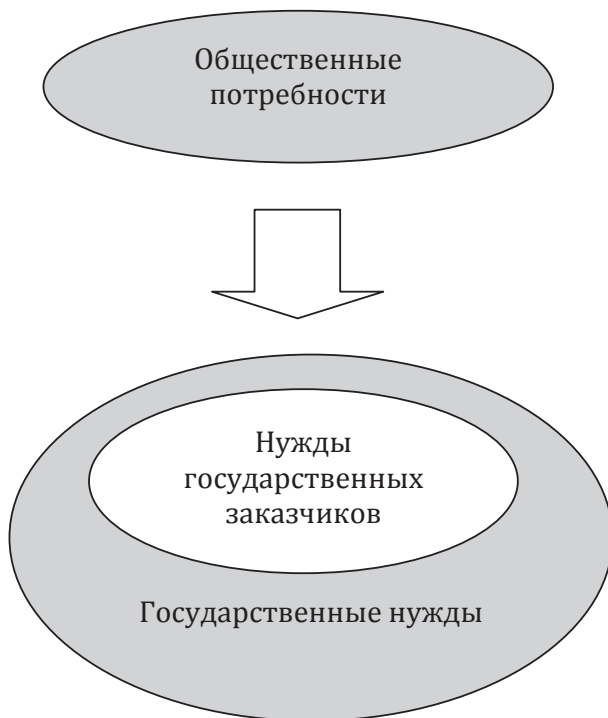 Общественные
потребности
Нужды
государственных
заказчиков
Государственные нужды